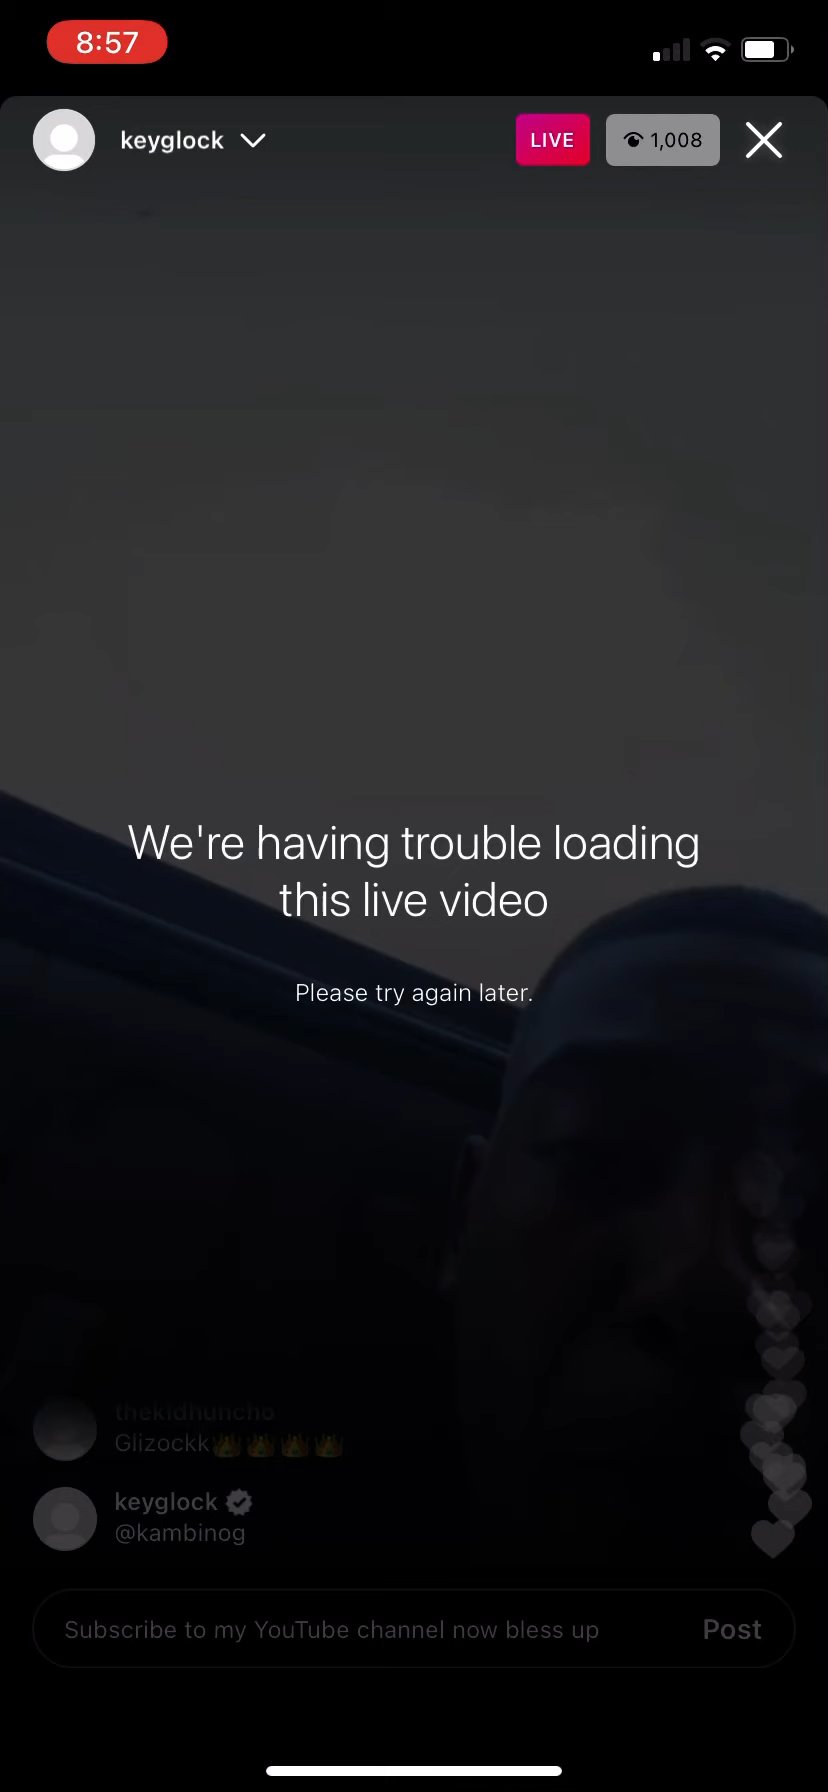 8:57
keyglock
LIVE
1,008
We're having trouble loading
this live video
Please try again later.
thekidhuncho
Glizockk👑👑👑👑
keyglock
@kambinog
Subscribe to my YouTube channel now bless up
Post